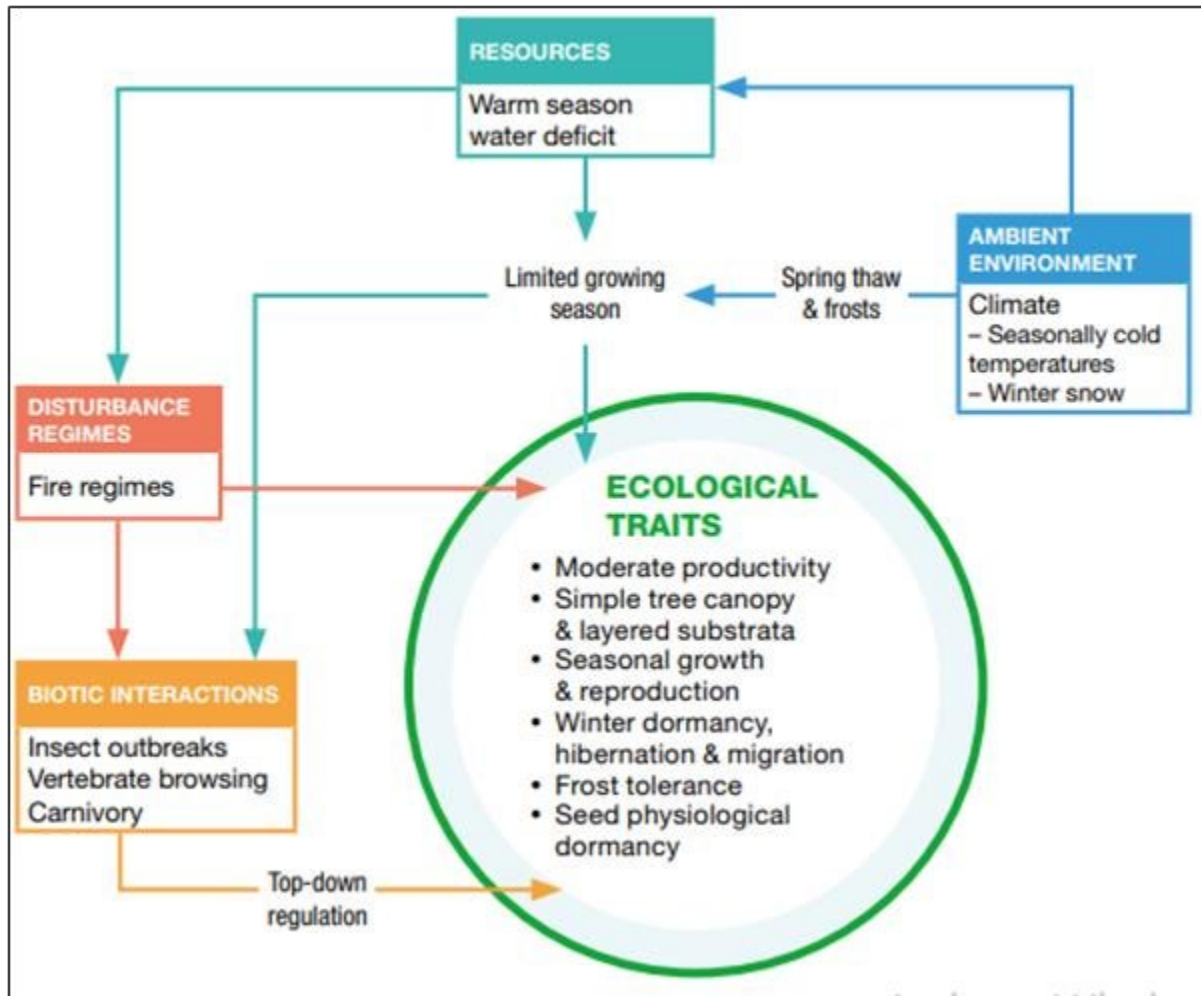 RESOURCES
Warm season
water deficit
AMBIENT
ENVIRONMENT
Climate
– Seasonally cold
temperatures
– Winter snow
Spring thaw
& frosts
Limited growing
season
DISTURBANCE
REGIMES
Fire regimes
BIOTIC INTERACTIONS
Insect outbreaks
Vertebrate browsing
Carnivory
Top-down
regulation
ECOLOGICAL
TRAITS
• Moderate productivity
• Simple tree canopy
& layered substrata
• Seasonal growth
& reproduction
• Winter dormancy,
hibernation & migration
• Frost tolerance
• Seed physiological
dormancy